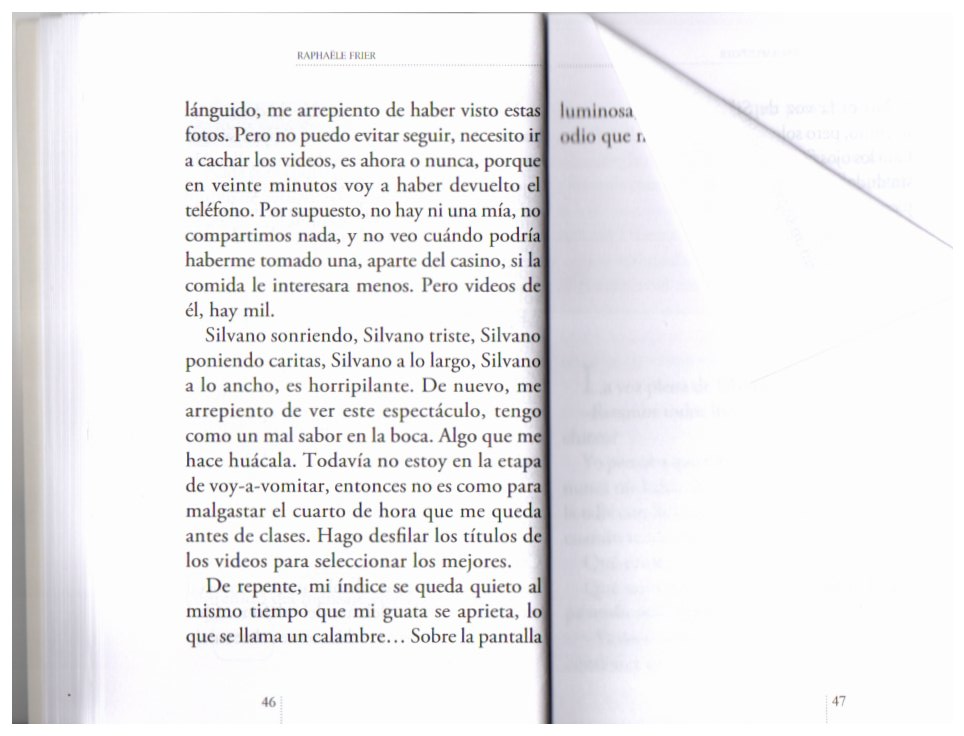 RAPHAËLE FRIER
lánguido, me arrepiento de haber visto estas
fotos. Pero no puedo evitar seguir, necesito ir
a cachar los videos, es ahora o nunca, porque
en veinte minutos voy a haber devuelto el
teléfono. Por supuesto, no hay ni una mía, no
compartimos nada, y no veo cuándo podría
haberme tomado una, aparte del casino, si la
comida le interesara menos. Pero videos de
él, hay mil.
Silvano sonriendo, Silvano triste, Silvano
poniendo caritas, Silvano a lo largo, Silvano
a lo ancho, es horripilante. De nuevo, me
arrepiento de ver este espectáculo, tengo
como un mal sabor en la boca. Algo que me
hace huácala. Todavía no estoy en la etapa
de voy-a-vomitar, entonces no es como para
malgastar el cuarto de hora que me queda
antes de clases. Hago desfilar los títulos de
los videos para seleccionar los mejores.
De repente, mi índice se queda quieto al
mismo tiempo que mi guata se aprieta, lo
que se llama un calambre… Sobre la pantalla
46
luminosa
odio que
47